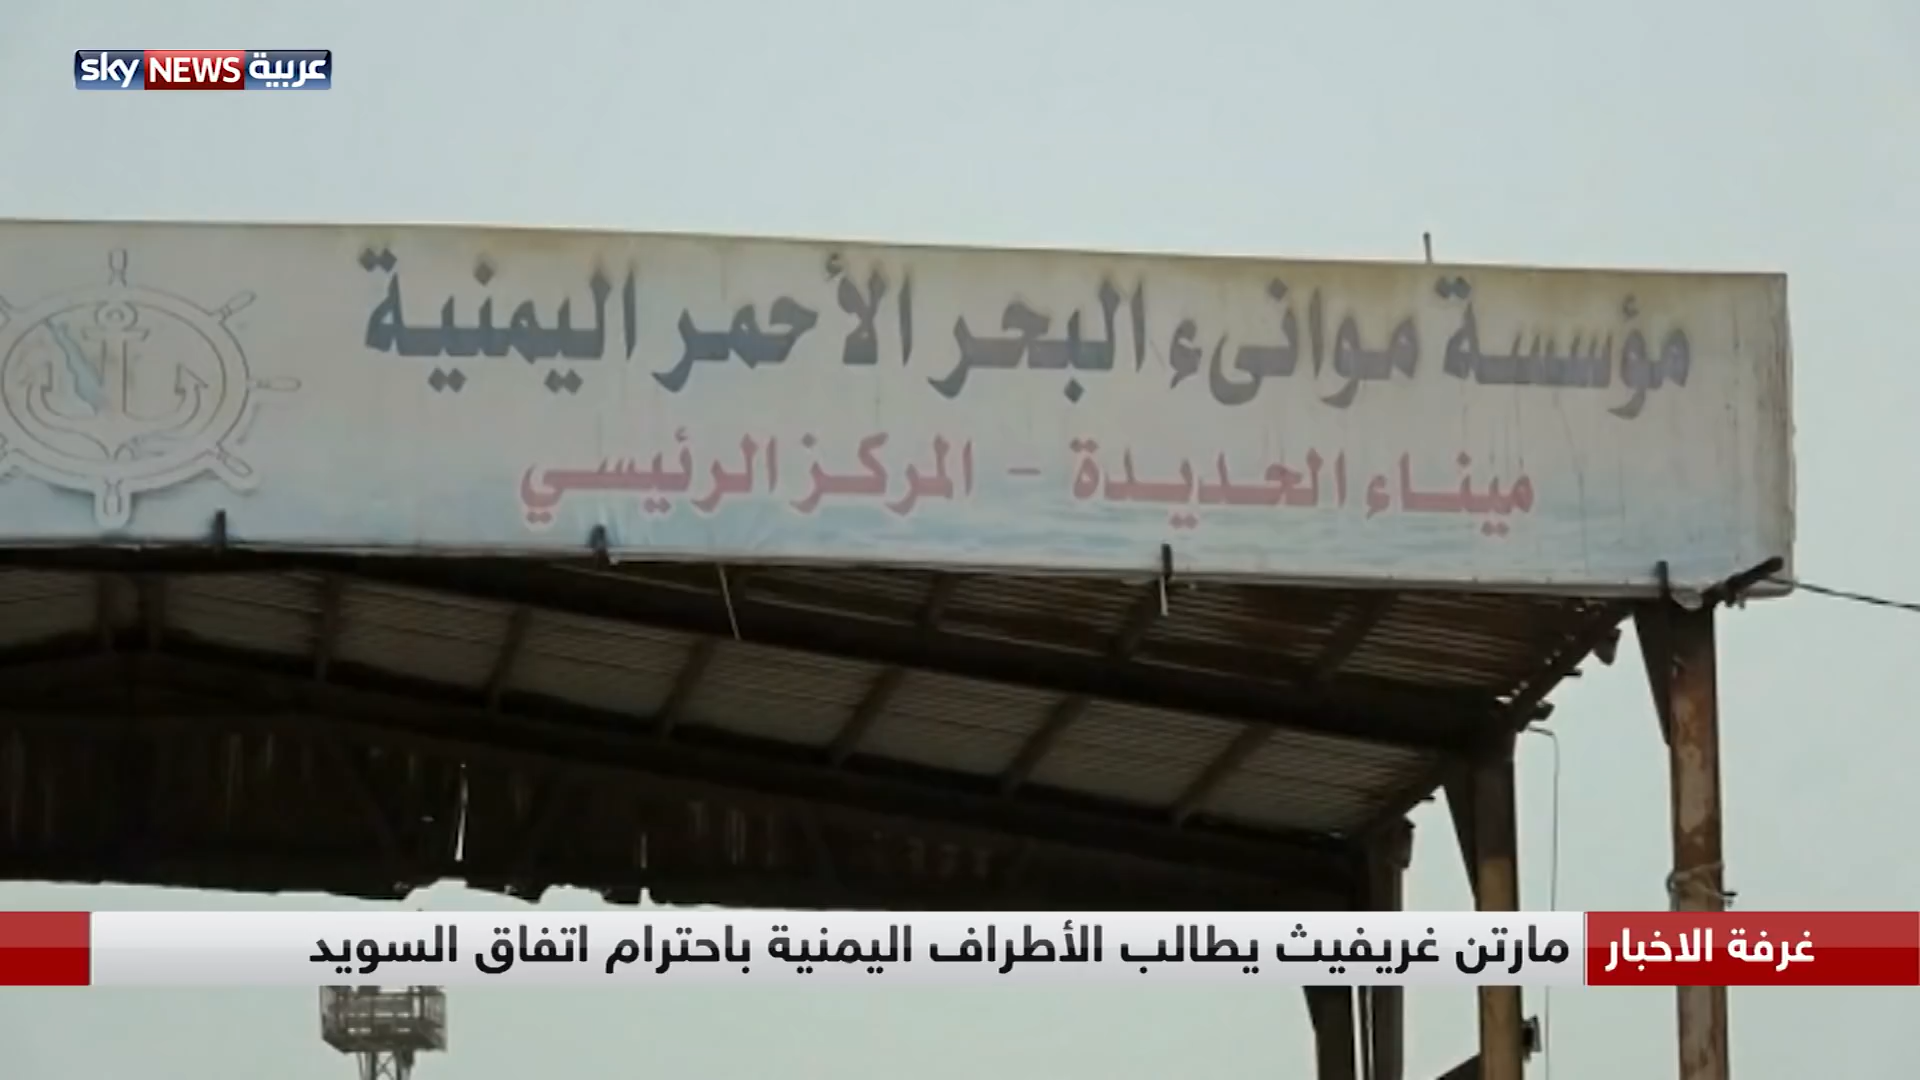 sky NEWS عربية
مؤسسة موانىء البحر الأحمر اليمنية
ميناء الحديدة - المركز الرئيسي
غرفة الاخبار
مارتن غريفيث يطالب الأطراف اليمنية باحترام اتفاق السويد